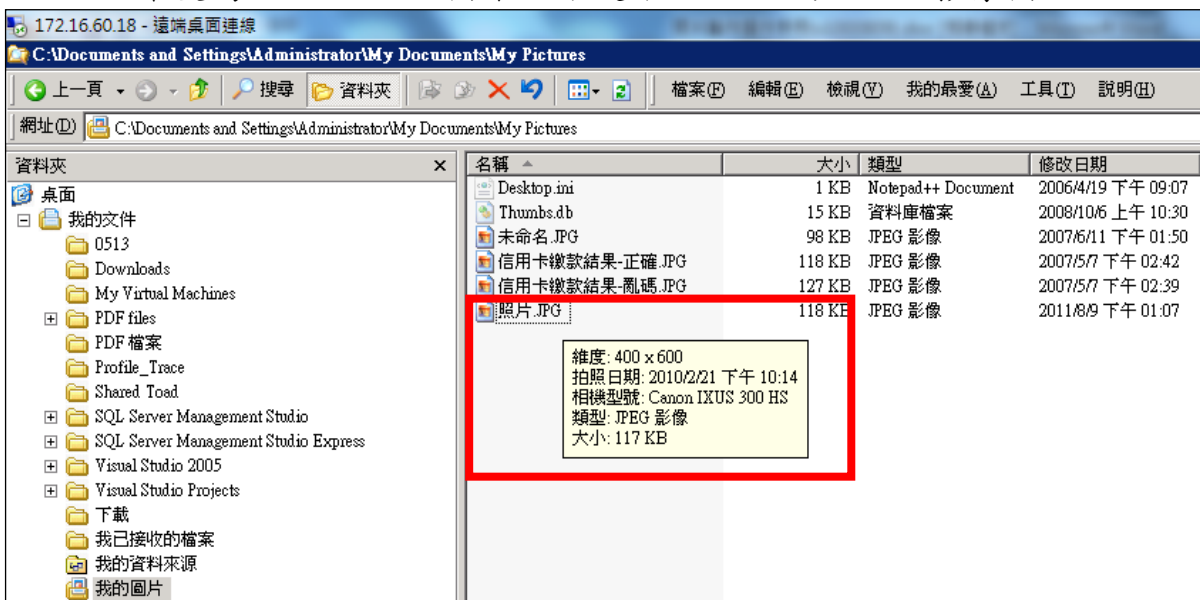 172.16.60.18 - 遠端桌面連線
C:\Documents and Settings\Administrator\My Documents\My Pictures
上一頁 搜尋 資料夾 檔案(F) 編輯(E) 檢視(V) 我的最愛(A) 工具(T) 說明(H)
網址(D) C:\Documents and Settings\Administrator\My Documents\My Pictures
資料夾 × 名稱 大小 類型 修改日期
桌面
我的文件
0513
Downloads
My Virtual Machines
PDF files
PDF 檔案
Profile_Trace
Shared Toad
SQL Server Management Studio
SQL Server Management Studio Express
Visual Studio 2005
Visual Studio Projects
下載
我已接收的檔案
我的資料來源
我的圖片
Desktop.ini 1 KB Notepad++ Document 2006/4/19 下午 09:07
Thumbs.db 15 KB 資料庫檔案 2008/10/6 上午 10:30
未命名.JPG 98 KB JPEG 影像 2007/6/11 下午 01:50
信用卡繳款結果-正確.JPG 118 KB JPEG 影像 2007/5/7 下午 02:42
信用卡繳款結果-亂碼.JPG 127 KB JPEG 影像 2007/5/7 下午 02:39
照片.JPG 118 KB JPEG 影像 2011/8/9 下午 01:07
維度: 400 x 600
拍照日期: 2010/2/21 下午 10:14
相機型號: Canon IXUS 300 HS
類型: JPEG 影像
大小: 117 KB